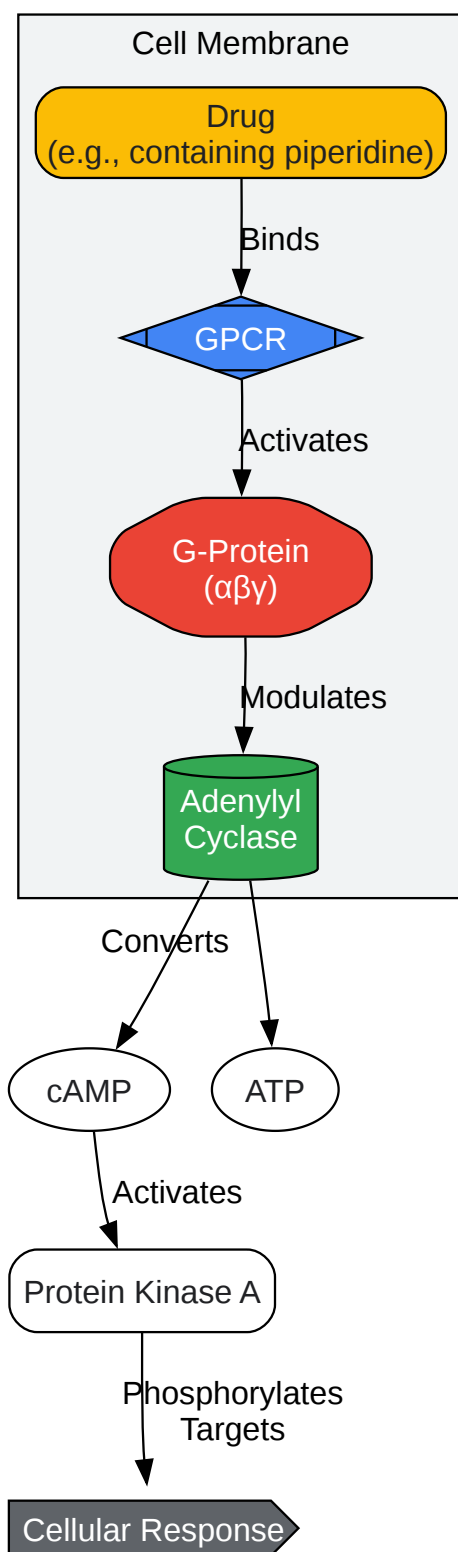 Cell Membrane
Drug
(e.g., containing piperidine)
Binds
GPCR
Activates
G-Protein
(αβγ)
Modulates
Adenylyl
Cyclase
Converts
cAMP
ATP
Activates
Protein Kinase A
Phosphorylates
Targets
Cellular Response